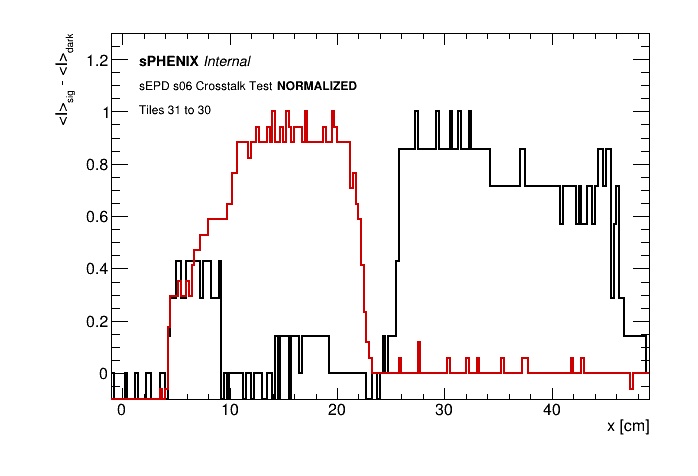 <I>sig - <I>dark
sPHENIX Internal
sEPD s06 Crosstalk Test NORMALIZED
Tiles 31 to 30
1.2
1
0.8
0.6
0.4
0.2
0
0 10 20 30 40
x [cm]